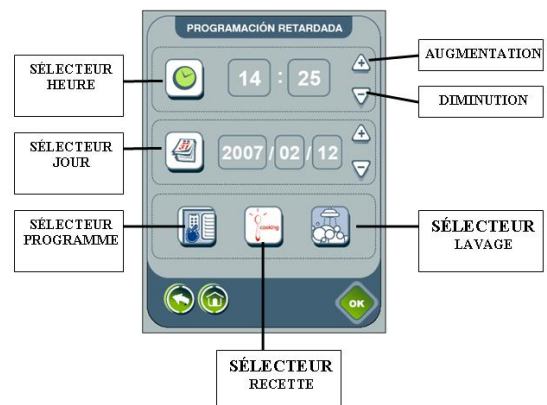 PROGRAMACIÓN RETARDADA
AUGMENTATION
SÉLECTEUR
HEURE
14 : 25
DIMINUTION
SÉLECTEUR
JOUR
2007 / 02 / 12
SÉLECTEUR
PROGRAMME
cooking
SÉLECTEUR
LAVAGE
OK
SÉLECTEUR
RECETTE